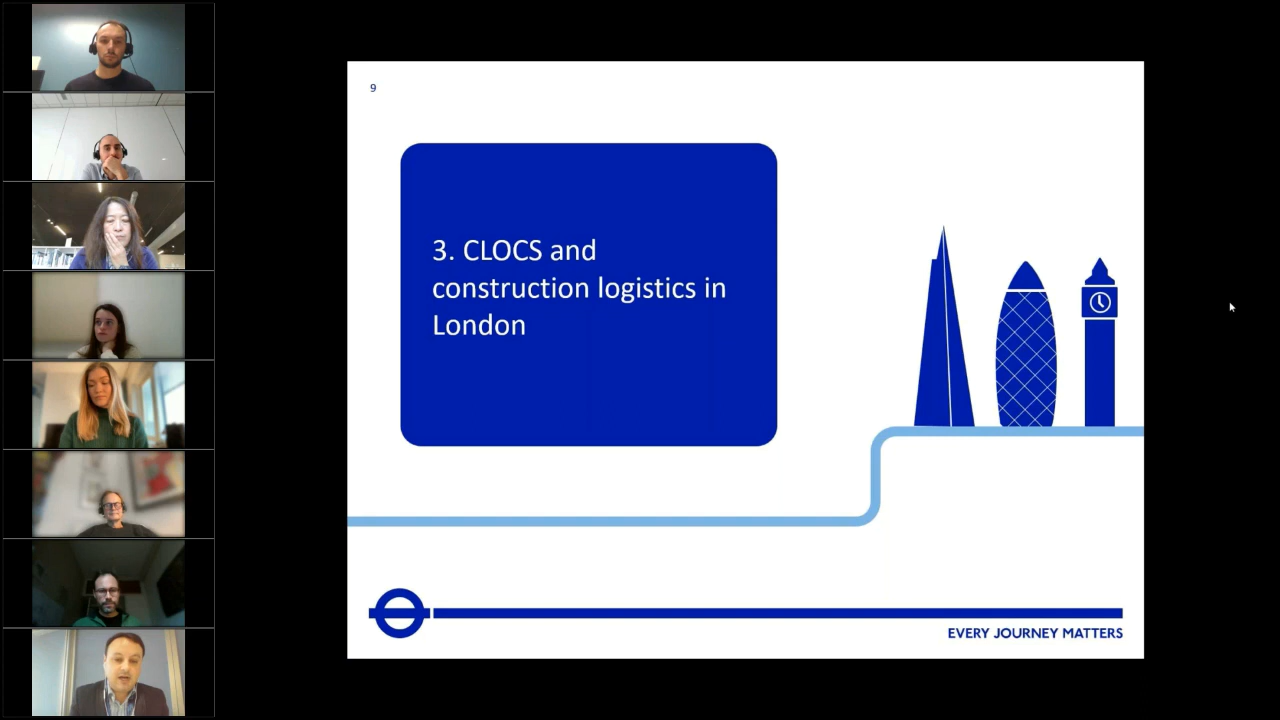 9
3. CLOCS and
construction logistics in
London
EVERY JOURNEY MATTERS